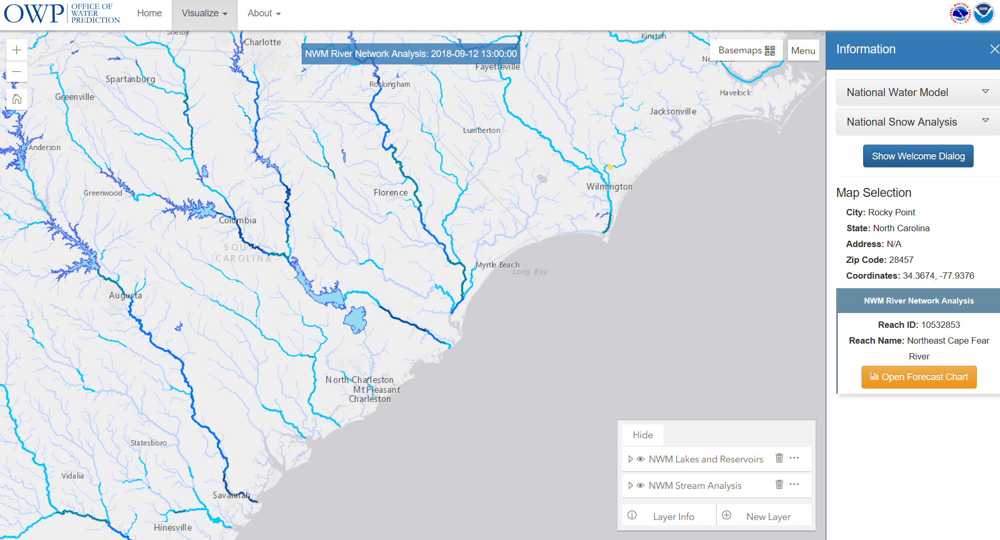 OWP
OFFICE OF
WATER
PREDICTION
Home
Visualize
About
NWM River Network Analysis: 2018-09-12 13:00:00
Basemaps
Menu
Shelby
Charlotte
Kinston
Fayetteville
Spartanburg
Rockingham
Greenville
Havelock
Jacksonville
Lumberton
Anderson
Wilmington
Greenwood
Florence
Columbia
SOUTH
CAROLINA
Myrtle Beach
Long Bay
Augusta
North Charleston
Mt Pleasant
Charleston
Statesboro
Vidalia
Savannah
Hinesville
Hide
NWM Lakes and Reservoirs
NWM Stream Analysis
Layer Info
New Layer
Information
National Water Model
National Snow Analysis
Show Welcome Dialog
Map Selection
City: Rocky Point
State: North Carolina
Address: N/A
Zip Code: 28457
Coordinates: 34.3674, -77.9376
NWM River Network Analysis
Reach ID: 10532853
Reach Name: Northeast Cape Fear
River
Open Forecast Chart